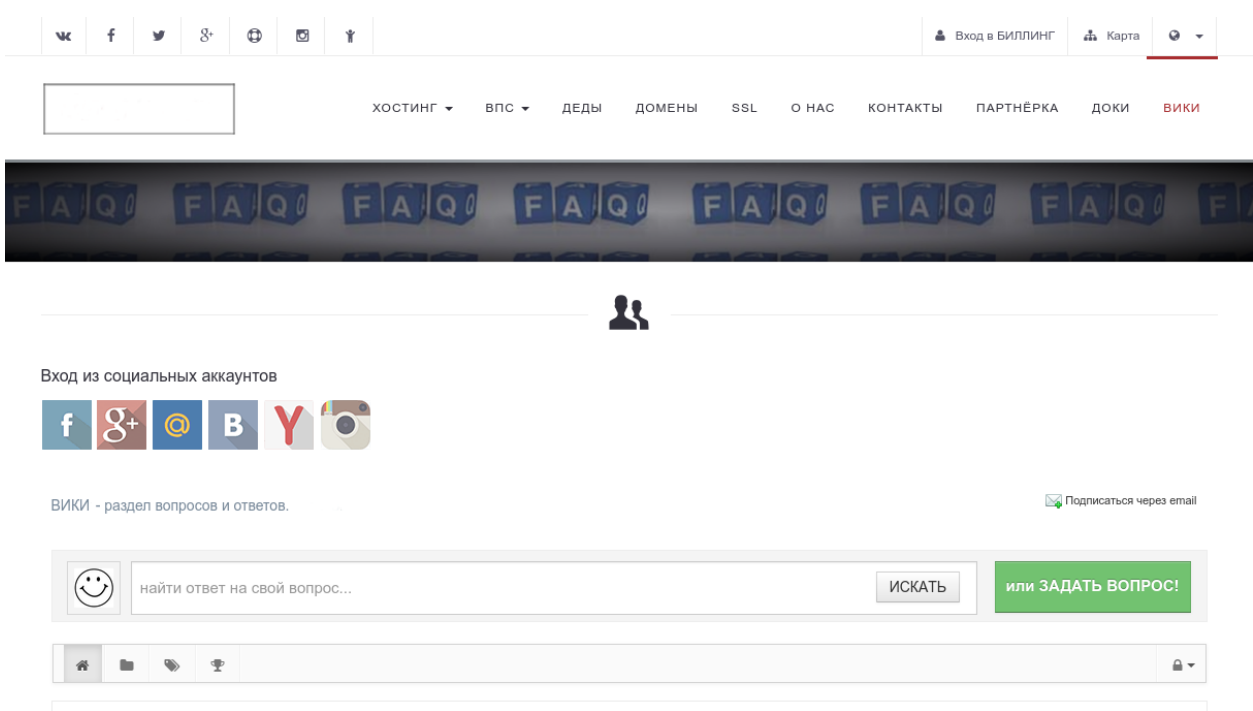 Вход в БИЛЛИНГ Карта
ХОСТИНГ ВПС ДЕДЫ ДОМЕНЫ SSL О НАС КОНТАКТЫ ПАРТНЁРКА ДОКИ ВИКИ
FAQ FAQ FAQ FAQ FAQ FAQ FAQ F
Вход из социальных аккаунтов
ВИКИ - раздел вопросов и ответов.
Подписаться через email
найти ответ на свой вопрос...
ИСКАТЬ
или ЗАДАТЬ ВОПРОС!